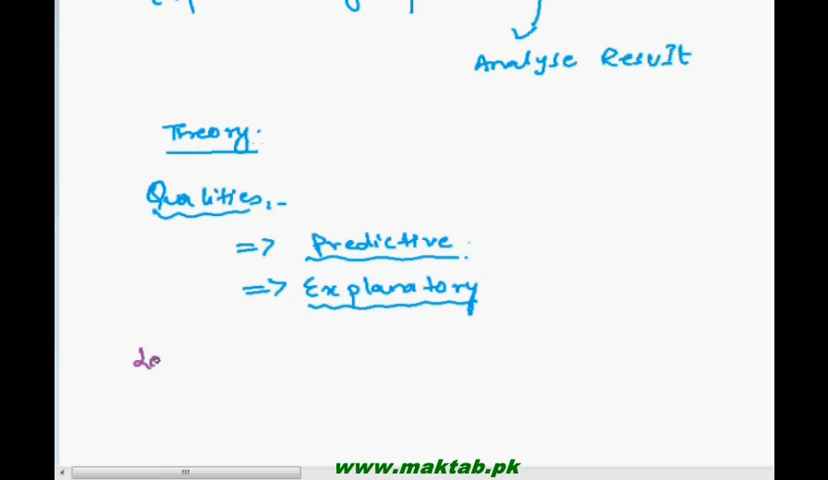 Analyse Result
Theory.
Qualities:-
=> Predictive.
=> Explanatory
www.maktab.pk